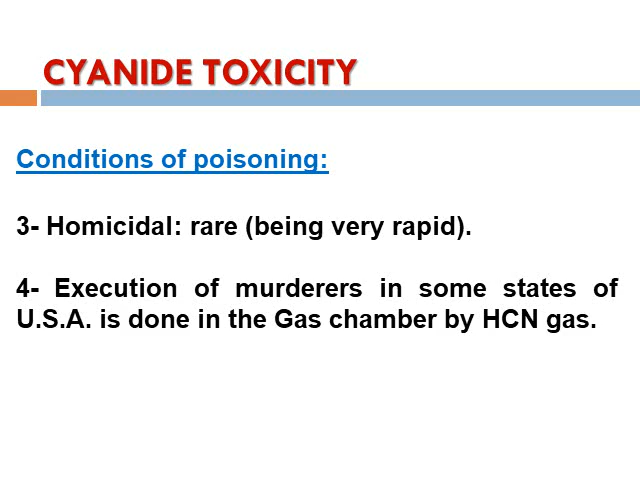 CYANIDE TOXICITY
Conditions of poisoning:
3- Homicidal: rare (being very rapid).
4- Execution of murderers in some states of
U.S.A. is done in the Gas chamber by HCN gas.